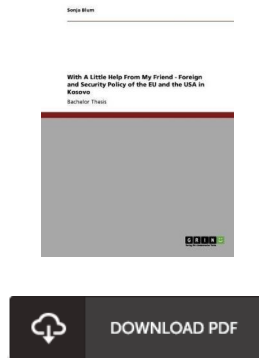 Sonja Blum
With A Little Help From My Friend - Foreign
and Security Policy of the EU and the USA in
Kosovo
Bachelor Thesis
GRIN
DOWNLOAD PDF